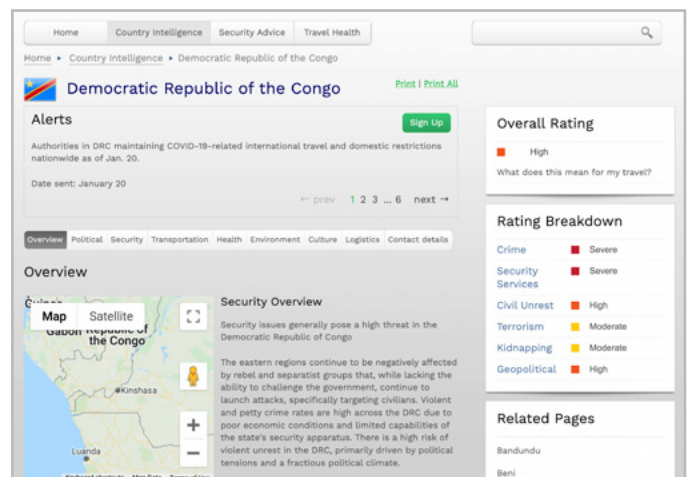 Home Country Intelligence Security Advice Travel Health
Home ▸ Country Intelligence ▸ Democratic Republic of the Congo
Democratic Republic of the Congo
Print | Print All
Alerts
Sign Up
Authorities in DRC maintaining COVID-19-related international travel and domestic restrictions
nationwide as of Jan. 20.
Date sent: January 20
← prev 1 2 3 ... 6 next →
Overview Political Security Transportation Health Environment Culture Logistics Contact details
Overview
Map Satellite
Gabon Republic of
the Congo
Kinshasa
Luanda
Keyboard shortcuts Map Data Terms of Use
Security Overview
Security issues generally pose a high threat in the
Democratic Republic of Congo
The eastern regions continue to be negatively affected
by rebel and separatist groups that, while lacking the
ability to challenge the government, continue to
launch attacks, specifically targeting civilians. Violent
and petty crime rates are high across the DRC due to
poor economic conditions and limited capabilities of
the state's security apparatus. There is a high risk of
violent unrest in the DRC, primarily driven by political
tensions and a fractious political climate.
Overall Rating
High
What does this mean for my travel?
Rating Breakdown
Crime Severe
Security Severe
Services
Civil Unrest High
Terrorism Moderate
Kidnapping Moderate
Geopolitical High
Related Pages
Bandundu
Beni